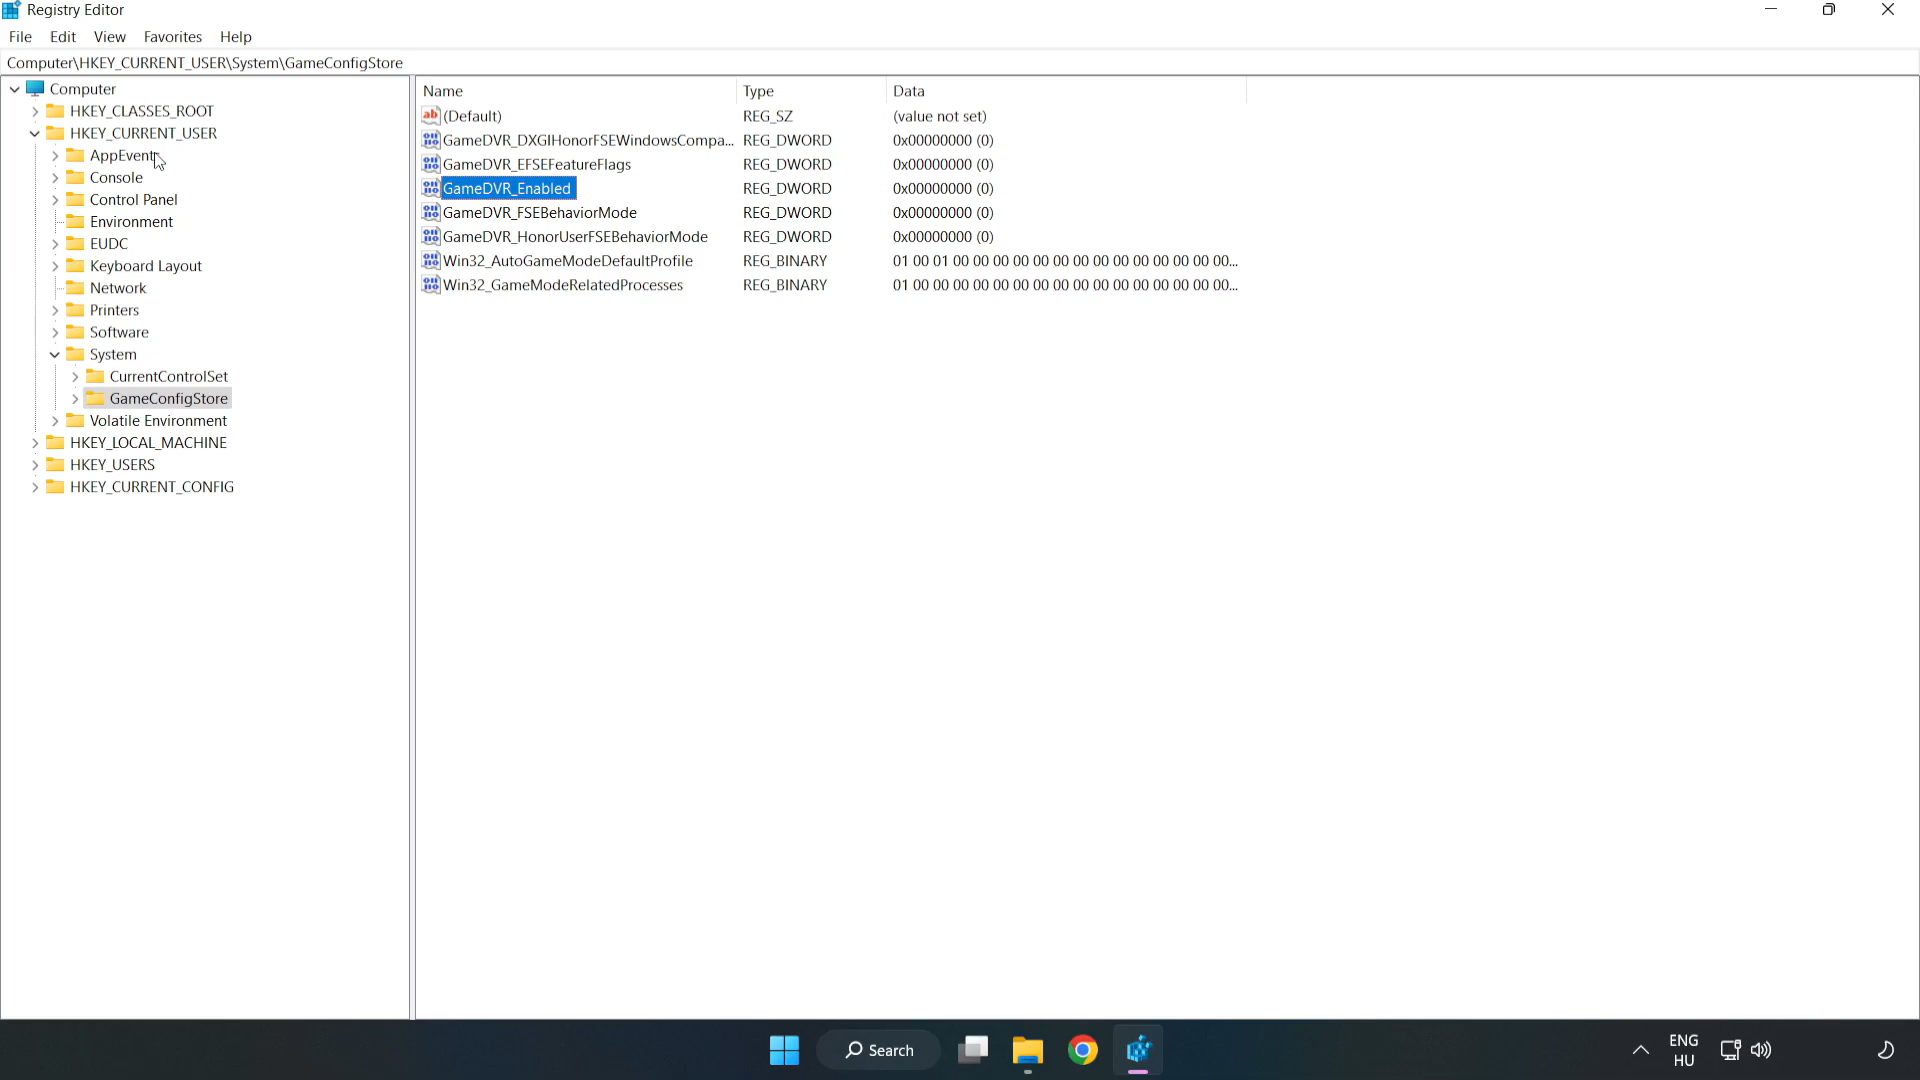 Registry Editor
File Edit View Favorites Help
Computer\HKEY_CURRENT_USER\System\GameConfigStore
Computer
HKEY_CLASSES_ROOT
HKEY_CURRENT_USER
AppEvents
Console
Control Panel
Environment
EUDC
Keyboard Layout
Network
Printers
Software
System
CurrentControlSet
GameConfigStore
Volatile Environment
HKEY_LOCAL_MACHINE
HKEY_USERS
HKEY_CURRENT_CONFIG
Name Type Data
(Default) REG_SZ (value not set)
GameDVR_DXGIHonorFSEWindowsCompa... REG_DWORD 0x00000000 (0)
GameDVR_EFSEFeatureFlags REG_DWORD 0x00000000 (0)
GameDVR_Enabled REG_DWORD 0x00000000 (0)
GameDVR_FSEBehaviorMode REG_DWORD 0x00000000 (0)
GameDVR_HonorUserFSEBehaviorMode REG_DWORD 0x00000000 (0)
Win32_AutoGameModeDefaultProfile REG_BINARY 01 00 01 00 00 00 00 00 00 00 00 00 00 00 00 00 00...
Win32_GameModeRelatedProcesses REG_BINARY 01 00 00 00 00 00 00 00 00 00 00 00 00 00 00 00 00...
Search
ENG
HU